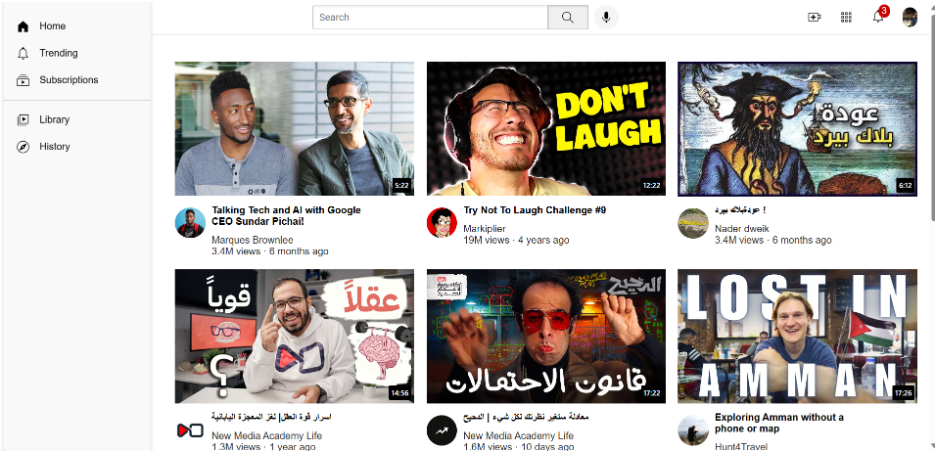 Search
3
Home
Trending
Subscriptions
Library
History
DON'T
LAUGH
عودة
بلاك بيرد
5:22
12:22
6:12
Talking Tech and AI with Google
CEO Sundar Pichai!
Marques Brownlee
3.4M views · 6 months ago
Try Not To Laugh Challenge #9
Markiplier
19M views · 4 years ago
عودة بلاك بيرد !
Nader dweik
3.4M views · 6 months ago
عقلاً
قوياً
؟
14:56
الدحيح
قانون الاحتمالات
17:22
LOST IN
AMMAN
17:26
اسرار قوة العقل| لغز المعجزة اليابانية
New Media Academy Life
1.3M views · 1 year ago
معادلة ستغير نظرتك لكل شيء | الدحيح
New Media Academy Life
1.6M views · 10 days ago
Exploring Amman without a
phone or map
Hunt4Travel